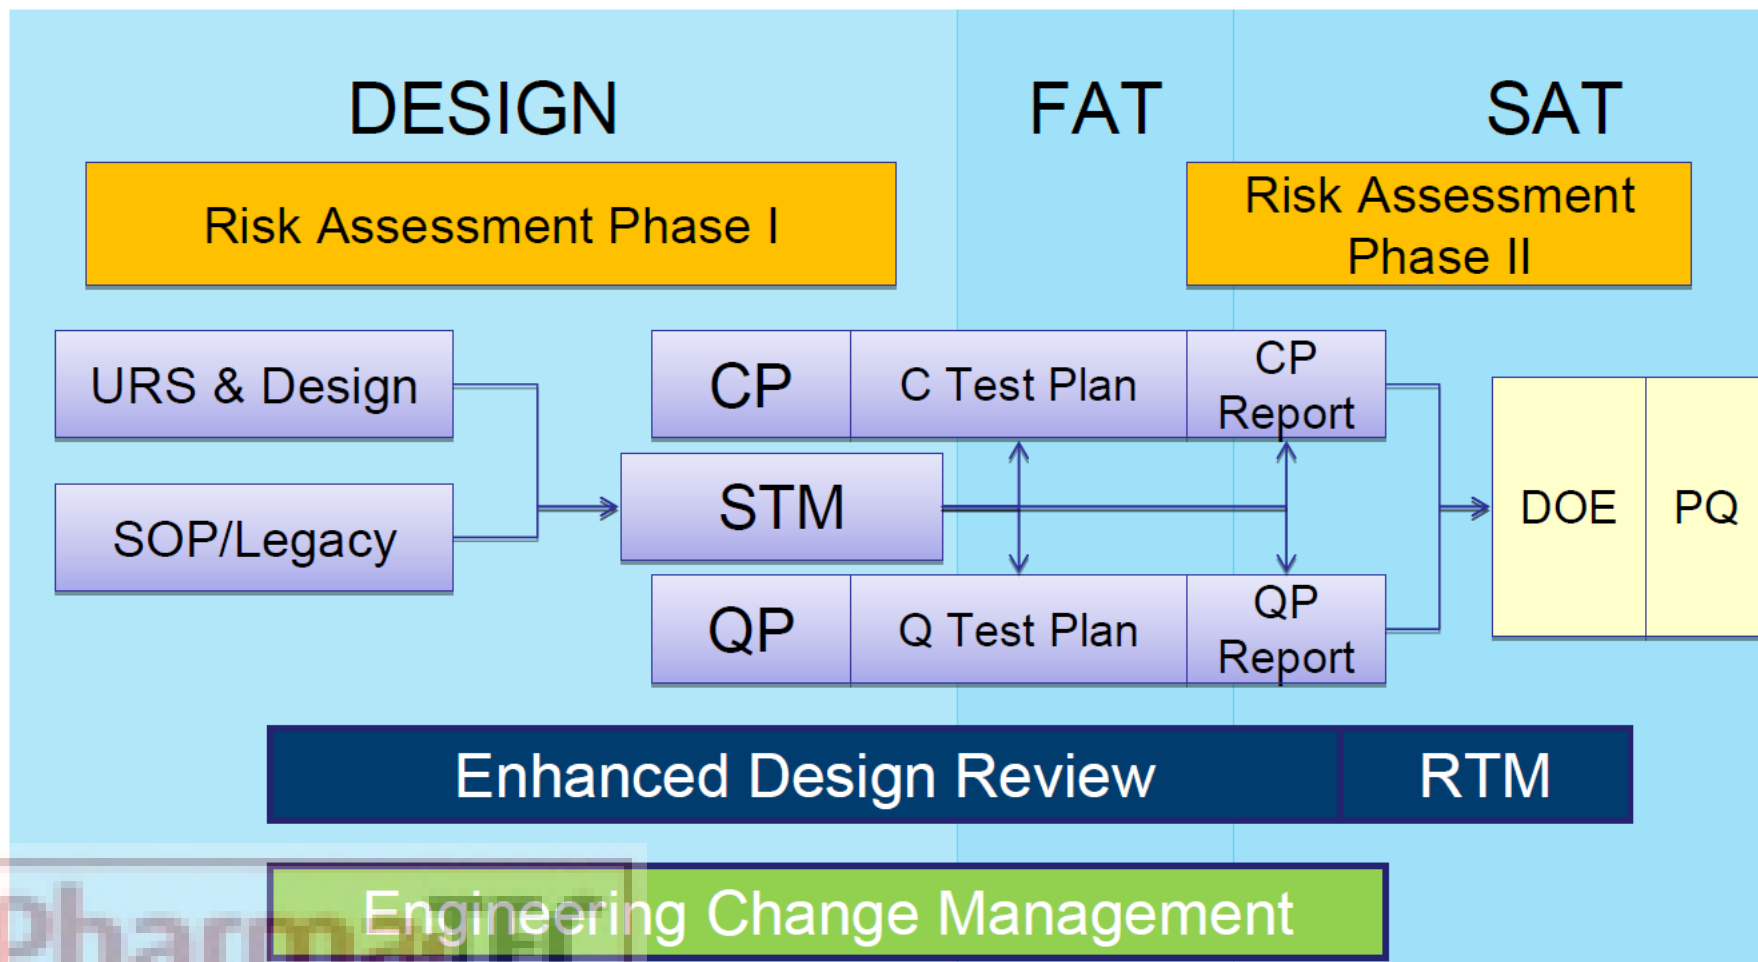 DESIGN
FAT
SAT
Risk Assessment Phase I
Risk Assessment
Phase II
URS & Design
SOP/Legacy
CP
C Test Plan
CP
Report
STM
QP
Q Test Plan
QP
Report
DOE
PQ
Enhanced Design Review
RTM
Engineering Change Management
Pharma